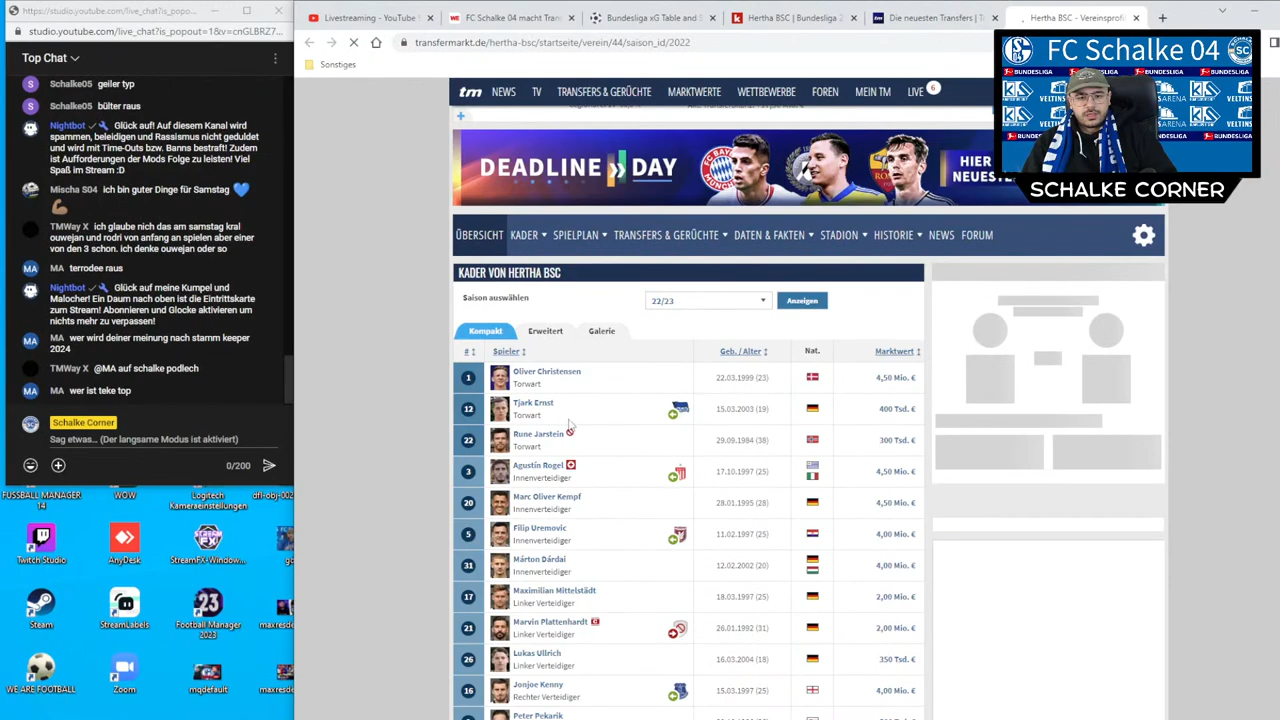 https://studio.youtube.com/live_chat?is_popout=1&v=cnGLBRZ7...
Top Chat
Schalke05 geiler typ
Schalke05 bülter raus
Nightbot Glück auf! Auf diesem Kanal wird
spammen, beleidigen und Rassismus nicht geduldet
und wird mit Time-Outs bzw. Banns bestraft! Zudem
ist Aufforderungen der Mods Folge zu leisten! Viel
Spaß im Stream :D
Mischa S04 ich bin guter Dinge für Samstag
TMWay X ich glaube nich das am samstag kral
ouwejan und rodri von anfang an spielen aber einer
von den 3 schon. ich denke ouwejan oder so
MA terrodee raus
Nightbot Glück auf meine Kumpel und
Malocher! Ein Daum nach oben ist die Eintrittskarte
zum Stream! Abonnieren und Glocke aktivieren um
nichts mehr zu verpassen!
MA wer wird deiner meinung nach stamm keeper
2024
TMWay X @MA auf schalke podlech
MA wer ist teke top
Schalke Corner
Sag etwas... (Der langsame Modus ist aktiviert)
0/200
FUSSBALL MANAGER
14
WOW
Logitech
Kameraeinstellungen
Twitch Studio
AnyDesk
StreamFX+Window...
Steam
StreamLabels
Football Manager
2023
WE ARE FOOTBALL
Zoom
mqdefault
Livestreaming - YouTube S
FC Schalke 04 macht Tran
Bundesliga xG Table and S
Hertha BSC | Bundesliga 2
Die neuesten Transfers | Tr
Hertha BSC - Vereinsprofil
transfermarkt.de/hertha-bsc/startseite/verein/44/saison_id/2022
Sonstiges
tm NEWS TV TRANSFERS & GERÜCHTE MARKTWERTE WETTBEWERBE FOREN MEIN TM LIVE 6
DEADLINE DAY
HIER
NEUESTE
ÜBERSICHT KADER SPIELPLAN TRANSFERS & GERÜCHTE DATEN & FAKTEN STADION HISTORIE NEWS FORUM
KADER VON HERTHA BSC
Saison auswählen 22/23 Anzeigen
Kompakt Erweitert Galerie
# Spieler Geb./Alter Nat. Marktwert
1 Oliver Christensen 22.03.1999 (23) 4,50 Mio. €
Torwart
12 Tjark Ernst 15.03.2003 (19) 400 Tsd. €
Torwart
22 Rune Jarstein 29.09.1984 (38) 300 Tsd. €
Torwart
3 Agustín Rogel 17.10.1997 (25) 4,50 Mio. €
Innenverteidiger
20 Marc Oliver Kempf 28.01.1995 (28) 4,50 Mio. €
Innenverteidiger
5 Filip Uremovic 11.02.1997 (25) 4,00 Mio. €
Innenverteidiger
31 Márton Dárdai 12.02.2002 (20) 4,00 Mio. €
Innenverteidiger
17 Maximilian Mittelstädt 18.03.1997 (25) 2,00 Mio. €
Linker Verteidiger
21 Marvin Plattenhardt 26.01.1992 (31) 2,00 Mio. €
Linker Verteidiger
26 Lukas Ullrich 16.03.2004 (18) 350 Tsd. €
Linker Verteidiger
16 Jonjoe Kenny 15.03.1997 (25) 4,00 Mio. €
Rechter Verteidiger
Peter Pekarik
FC Schalke 04
BUNDESLIGA
VELTINS
ARENA
SCHALKE CORNER